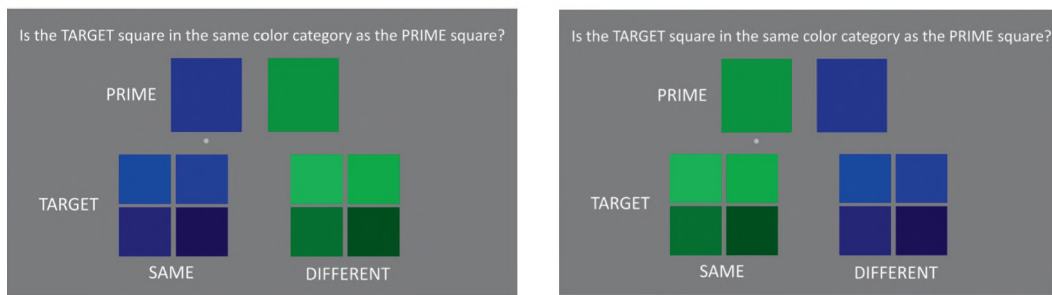 Is the TARGET square in the same color category as the PRIME square?
PRIME
TARGET
SAME DIFFERENT
Is the TARGET square in the same color category as the PRIME square?
PRIME
TARGET
SAME DIFFERENT